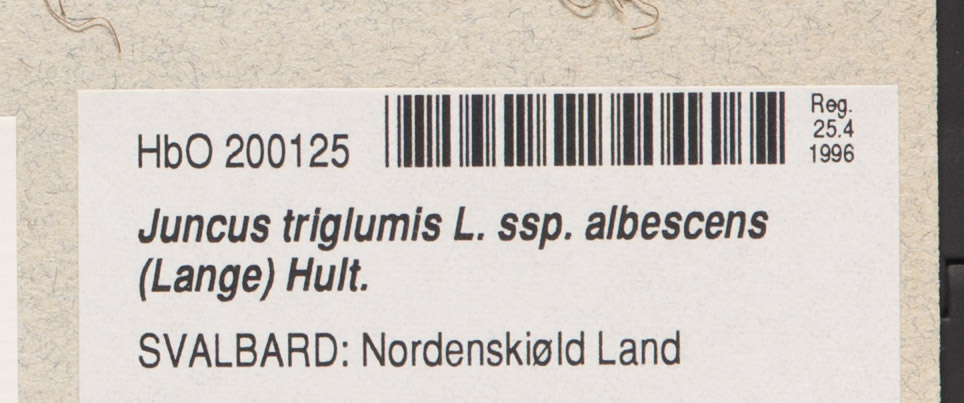 HbO 200125
Reg.
25.4
1996
Juncus triglumis L. ssp. albescens
(Lange) Hult.
SVALBARD: Nordenskiøld Land